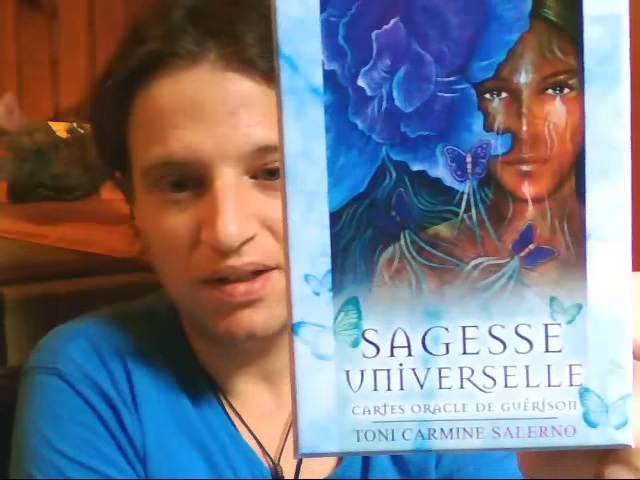 SAGESSE
UNIVERSELLE
CARTES ORACLE DE GUÉRISON
TONI CARMINE SALERNO